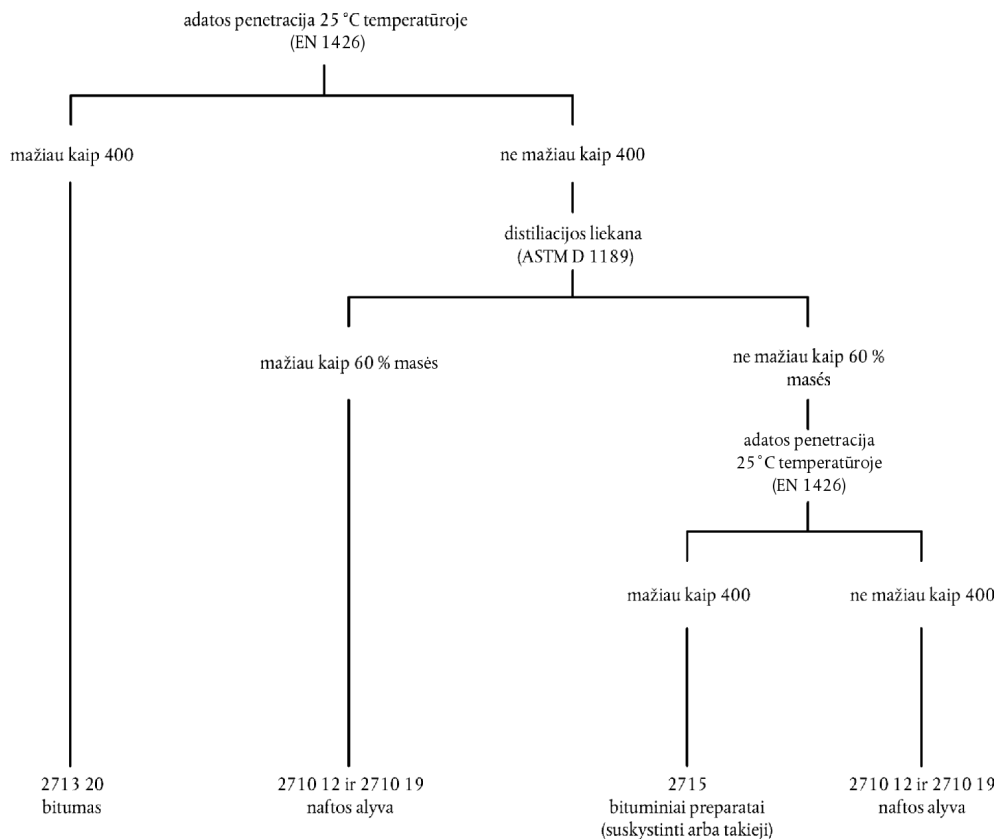 adatos penetracija 25 °C temperatūroje
(EN 1426)
mažiau kaip 400
ne mažiau kaip 400
distiliacijos liekana
(ASTM D 1189)
mažiau kaip 60 % masės
ne mažiau kaip 60 %
masés
adatos penetracija
25 °C temperatūroje
(EN 1426)
mažiau kaip 400
ne mažiau kaip 400
2713 20
bitumas
2710 12 ir 2710 19
naftos alyva
2715
bituminiai preparatai
(suskystinti arba takieji)
2710 12 ir 2710 19
naftos alyva